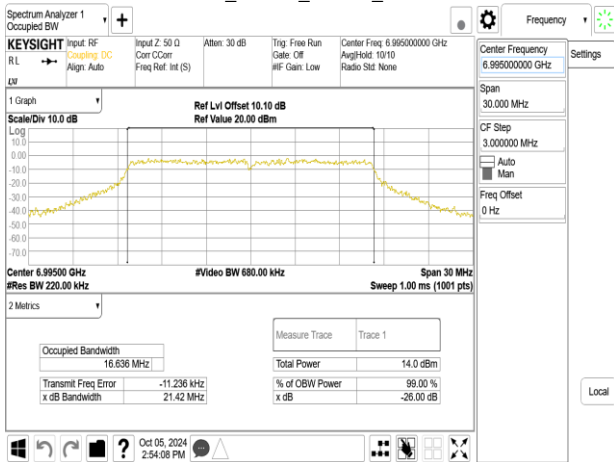 Spectrum Analyzer 1
Occupied BW
▼
+
Frequency
▼
KEYSIGHT
RL
LXI
Input: RF
Coupling: DC
Align: Auto
Input Z: 50 Ω
Corr CCorr
Freq Ref: Int (S)
Atten: 30 dB
Trig: Free Run
Gate: Off
#IF Gain: Low
Center Freq: 6.995000000 GHz
Avg|Hold: 10/10
Radio Std: None
Center Frequency
6.995000000 GHz
Settings
Span
30.000 MHz
CF Step
3.000000 MHz
Auto
Man
Freq Offset
0 Hz
Local
1 Graph
Scale/Div 10.0 dB
Ref Lvl Offset 10.10 dB
Ref Value 20.00 dBm
Log
10.0
0.00
-10.0
-20.0
-30.0
-40.0
-50.0
-60.0
-70.0
Center 6.99500 GHz
#Video BW 680.00 kHz
Span 30 MHz
#Res BW 220.00 kHz
Sweep 1.00 ms (1001 pts)
2 Metrics
Measure Trace
Trace 1
Occupied Bandwidth
16.636 MHz
Total Power
14.0 dBm
Transmit Freq Error
-11.236 kHz
% of OBW Power
99.00 %
x dB Bandwidth
21.42 MHz
x dB
-26.00 dB
?
Oct 05, 2024
2:54:08 PM